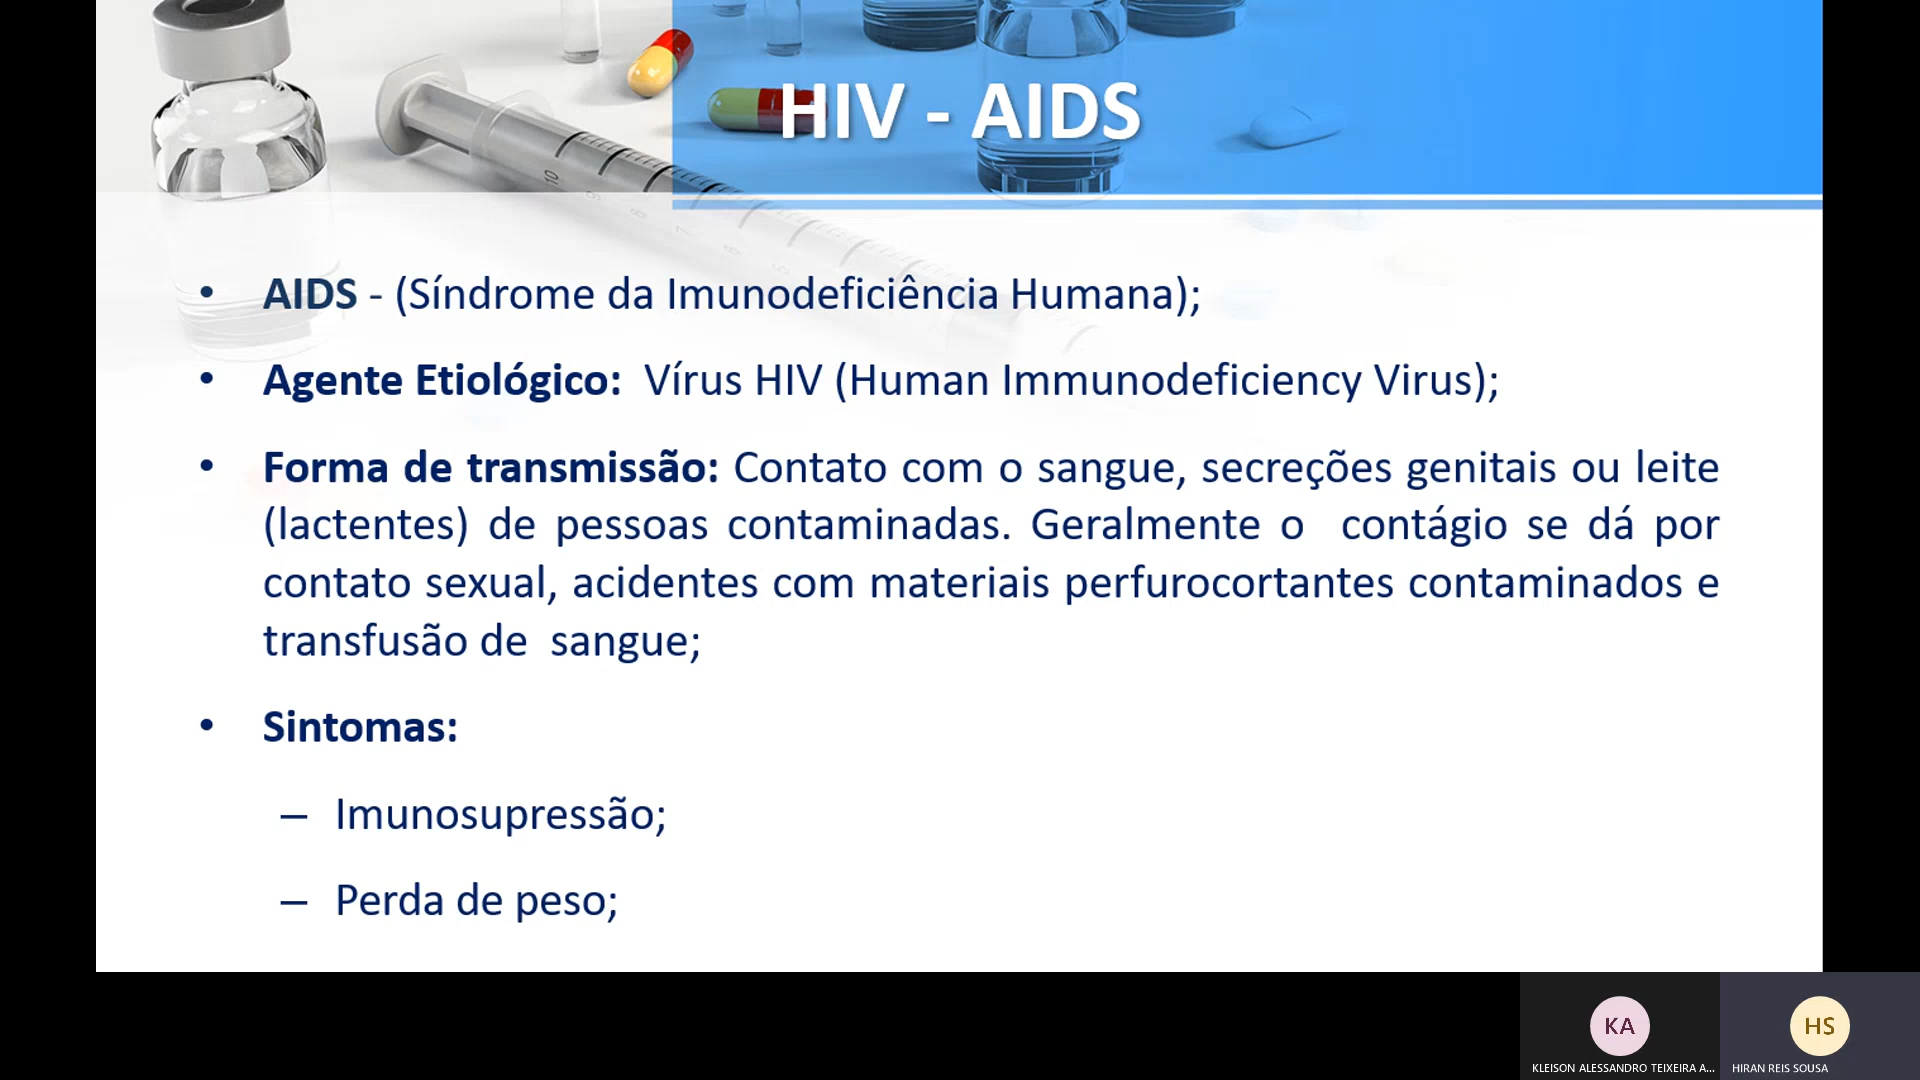 HIV - AIDS
• AIDS - (Síndrome da Imunodeficiência Humana);
• Agente Etiológico: Vírus HIV (Human Immunodeficiency Virus);
• Forma de transmissão: Contato com o sangue, secreções genitais ou leite
(lactentes) de pessoas contaminadas. Geralmente o contágio se dá por
contato sexual, acidentes com materiais perfurocortantes contaminados e
transfusão de sangue;
• Sintomas:
– Imunosupressão;
– Perda de peso;
KA
HS
KLEISON ALESSANDRO TEIXEIRA A...
HIRAN REIS SOUSA